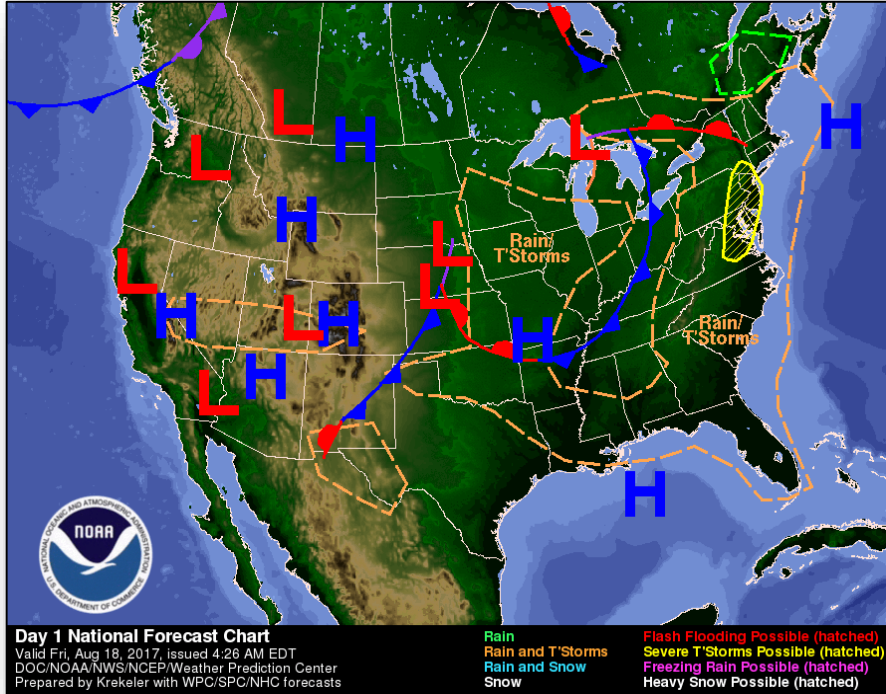 L
H
L
H
L
H
L
L
L
H
L
H
H
L
H
H
L
H
Rain/
T'Storms
Rain/
T'Storms
NATIONAL OCEANIC AND ATMOSPHERIC ADMINISTRATION
NOAA
U.S. DEPARTMENT OF COMMERCE
Day 1 National Forecast Chart
Valid Fri, Aug 18, 2017, issued 4:26 AM EDT
DOC/NOAA/NWS/NCEP/Weather Prediction Center
Prepared by Krekeler with WPC/SPC/NHC forecasts
Rain
Rain and T'Storms
Rain and Snow
Snow
Flash Flooding Possible (hatched)
Severe T'Storms Possible (hatched)
Freezing Rain Possible (hatched)
Heavy Snow Possible (hatched)